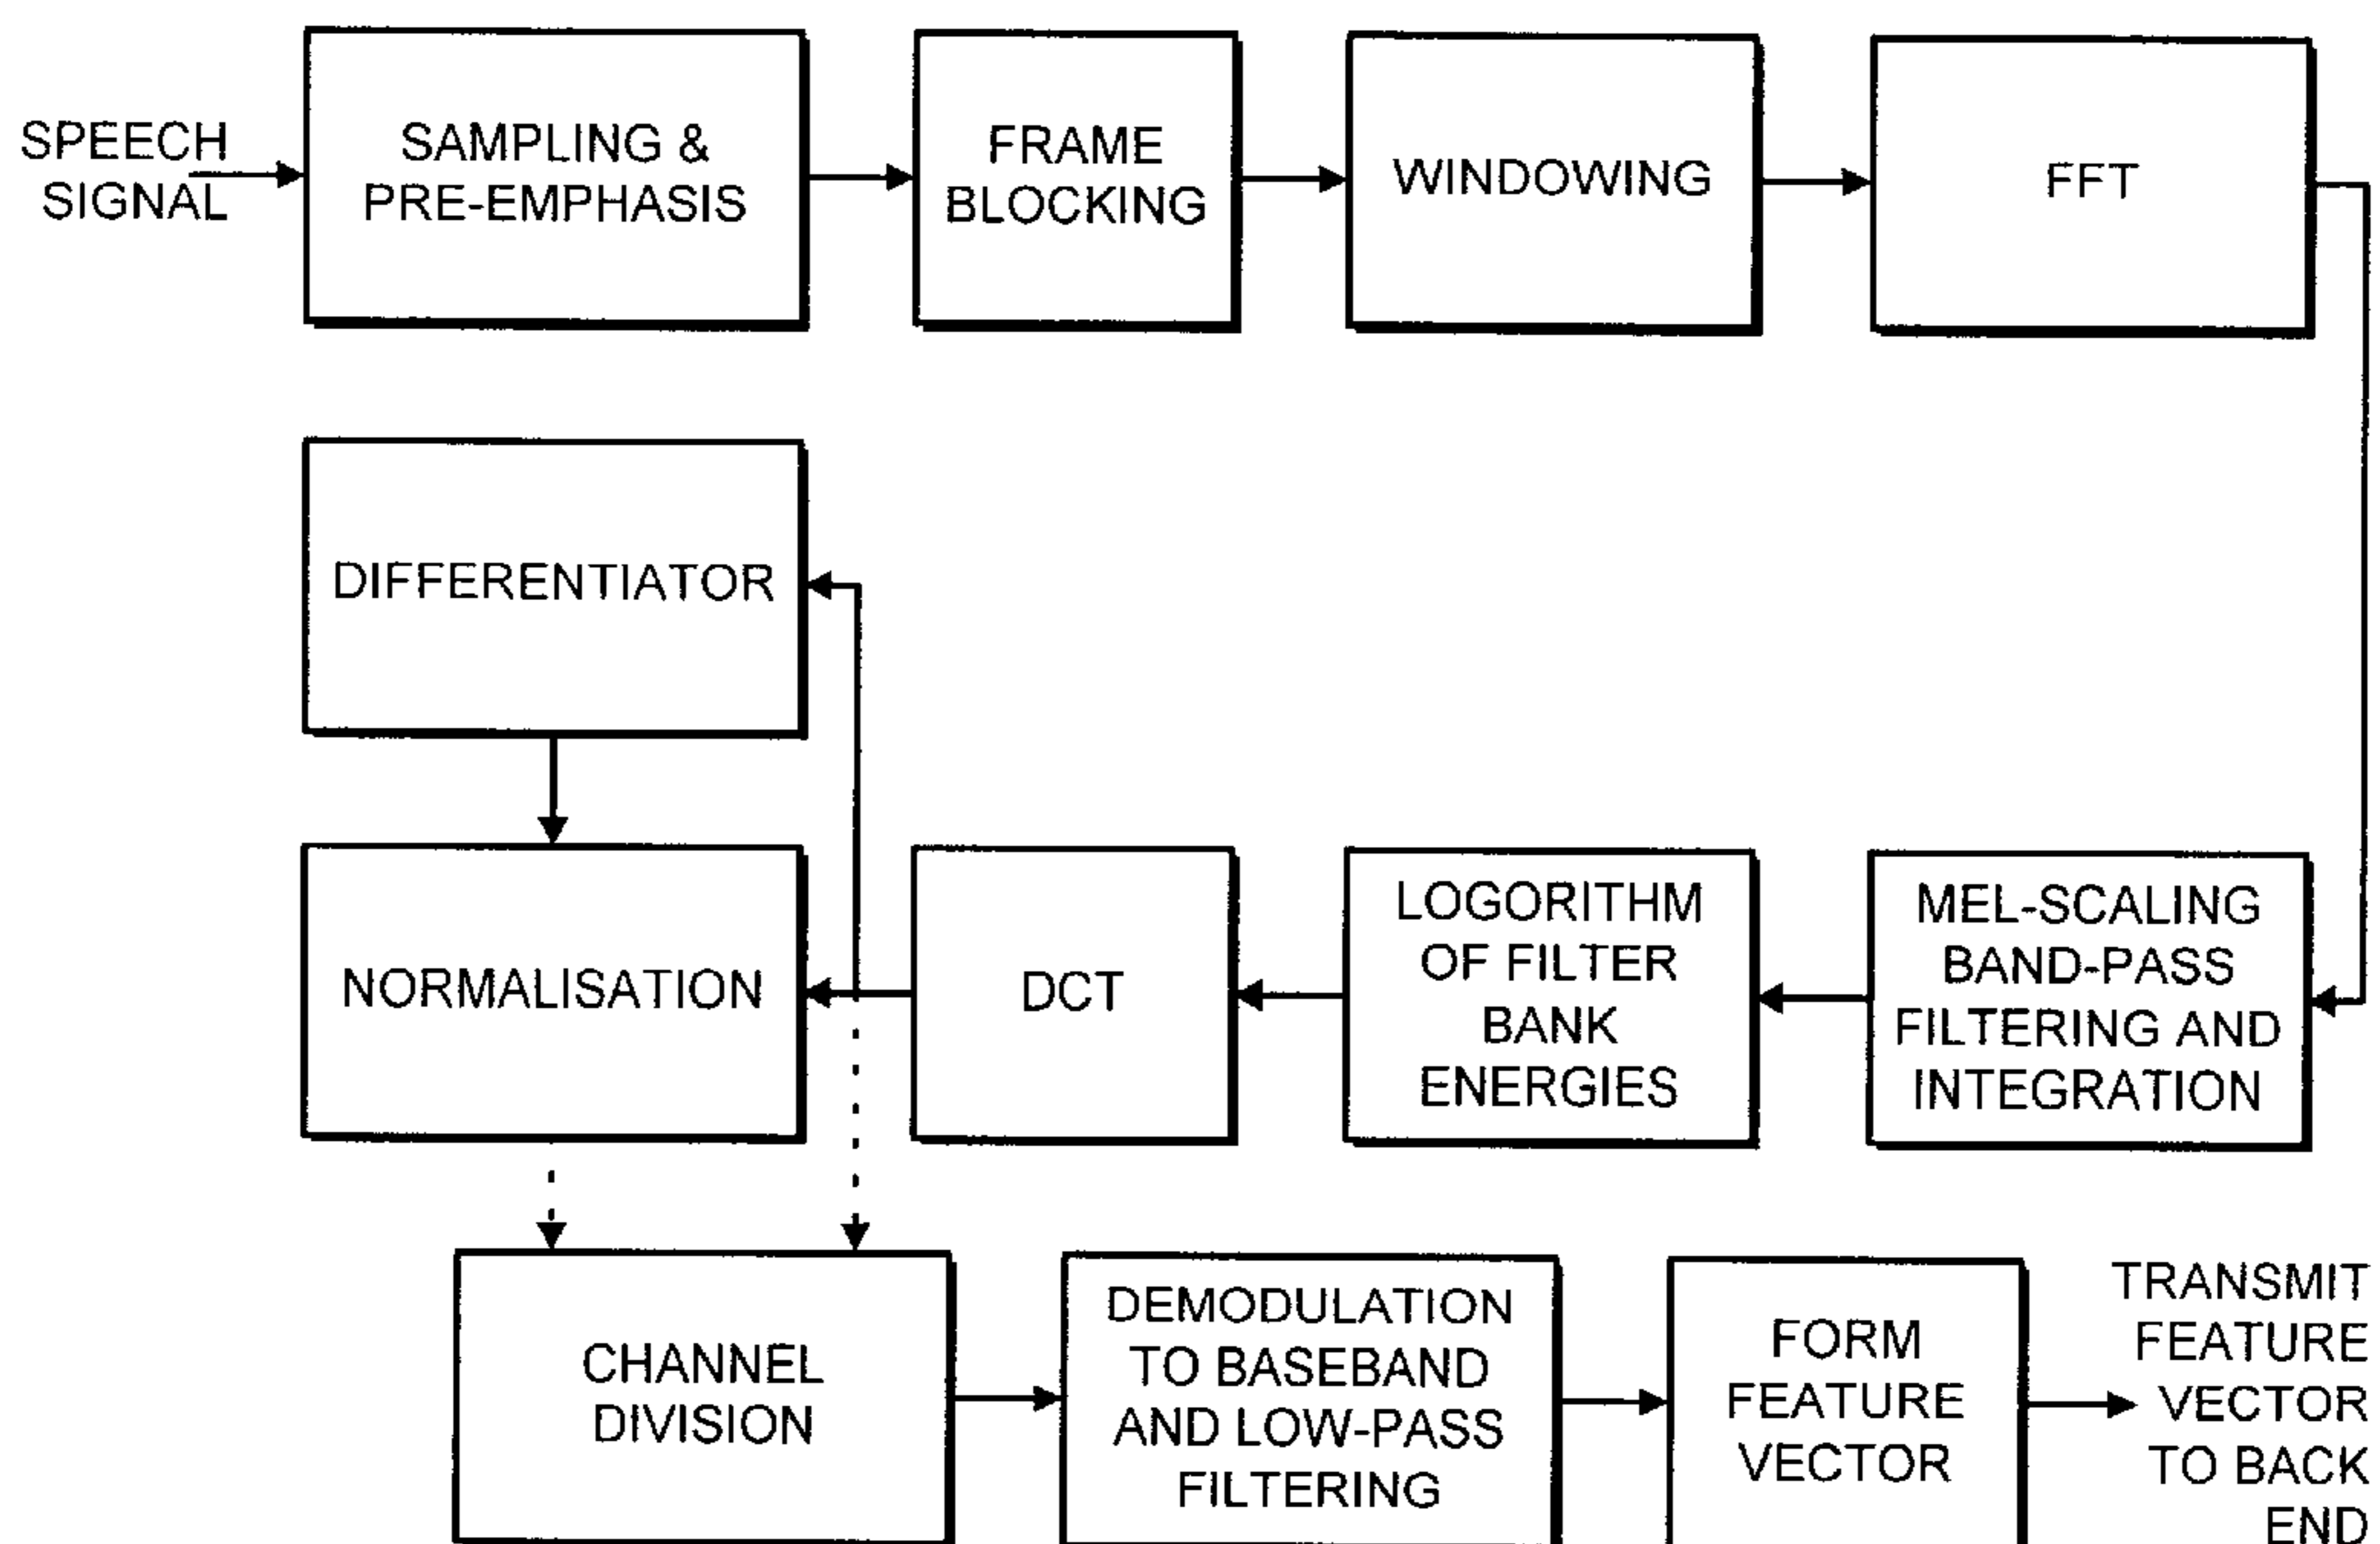 SPEECH
SIGNAL
SAMPLING &
PRE-EMPHASIS
FRAME
BLOCKING
WINDOWING
FFT
DIFFERENTIATOR
NORMALISATION
DCT
LOGORITHM
OF FILTER
BANK
ENERGIES
MEL-SCALING
BAND-PASS
FILTERING AND
INTEGRATION
CHANNEL
DIVISION
DEMODULATION
TO BASEBAND
AND LOW-PASS
FILTERING
FORM
FEATURE
VECTOR
TRANSMIT
FEATURE
VECTOR
TO BACK
END